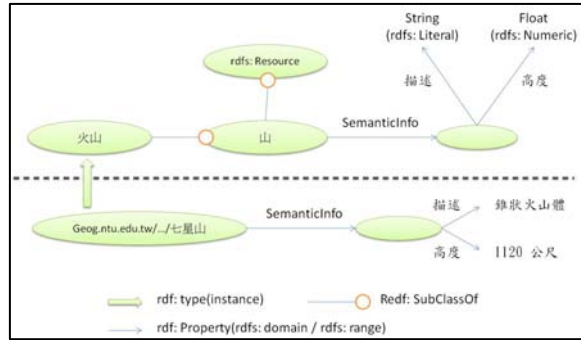 String
(rdfs: Literal)
Float
(rdfs: Numeric)
rdfs: Resource
描述
高度
火山
山
SemanticInfo
Geog.ntu.edu.tw/…/七星山
SemanticInfo
描述
錐狀火山體
高度
1120 公尺
rdf: type(instance)
Redf: SubClassOf
rdf: Property(rdfs: domain / rdfs: range)